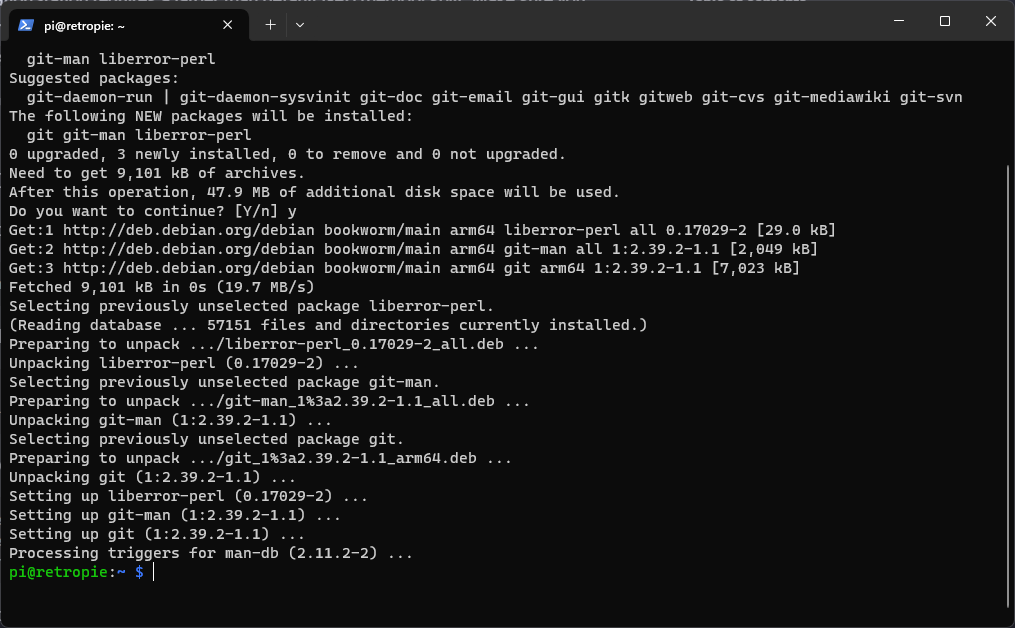 pi@retropie: ~
git-man liberror-perl
Suggested packages:
git-daemon-run | git-daemon-sysvinit git-doc git-email git-gui gitk gitweb git-cvs git-mediawiki git-svn
The following NEW packages will be installed:
git git-man liberror-perl
0 upgraded, 3 newly installed, 0 to remove and 0 not upgraded.
Need to get 9,101 kB of archives.
After this operation, 47.9 MB of additional disk space will be used.
Do you want to continue? [Y/n] y
Get:1 http://deb.debian.org/debian bookworm/main arm64 liberror-perl all 0.17029-2 [29.0 kB]
Get:2 http://deb.debian.org/debian bookworm/main arm64 git-man all 1:2.39.2-1.1 [2,049 kB]
Get:3 http://deb.debian.org/debian bookworm/main arm64 git arm64 1:2.39.2-1.1 [7,023 kB]
Fetched 9,101 kB in 0s (19.7 MB/s)
Selecting previously unselected package liberror-perl.
(Reading database ... 57151 files and directories currently installed.)
Preparing to unpack .../liberror-perl_0.17029-2_all.deb ...
Unpacking liberror-perl (0.17029-2) ...
Selecting previously unselected package git-man.
Preparing to unpack .../git-man_1%3a2.39.2-1.1_all.deb ...
Unpacking git-man (1:2.39.2-1.1) ...
Selecting previously unselected package git.
Preparing to unpack .../git_1%3a2.39.2-1.1_arm64.deb ...
Unpacking git (1:2.39.2-1.1) ...
Setting up liberror-perl (0.17029-2) ...
Setting up git-man (1:2.39.2-1.1) ...
Setting up git (1:2.39.2-1.1) ...
Processing triggers for man-db (2.11.2-2) ...
pi@retropie:~ $